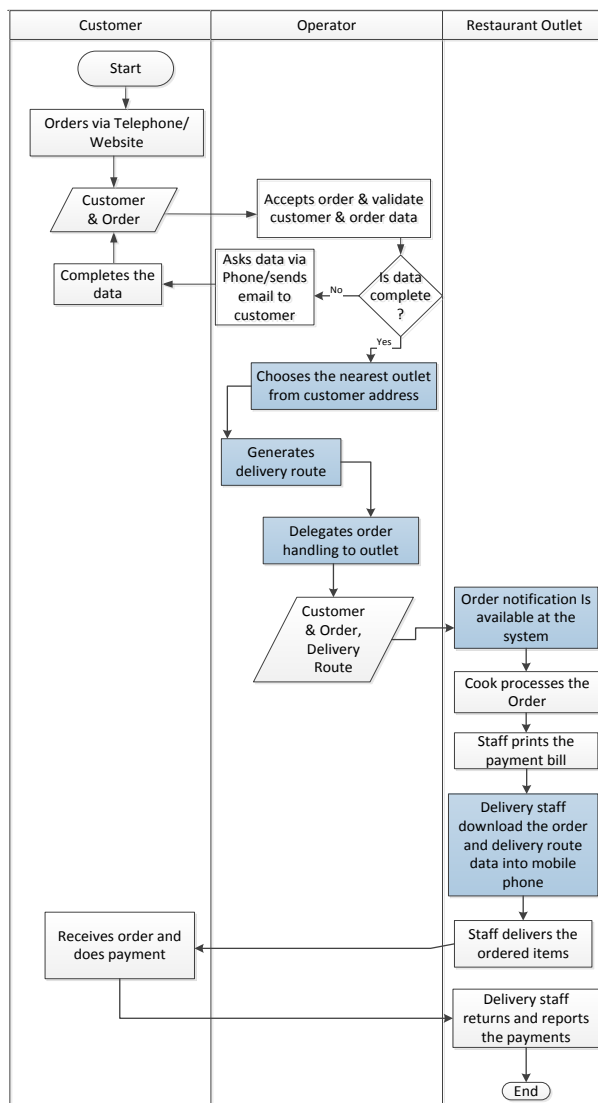 Customer
Operator
Restaurant Outlet
Start
Orders via Telephone/
Website
Customer
& Order
Accepts order & validate
customer & order data
Is data
complete
?
No
Asks data via
Phone/sends
email to
customer
Completes the
data
Yes
Chooses the nearest outlet
from customer address
Generates
delivery route
Delegates order
handling to outlet
Customer
& Order,
Delivery
Route
Order notification Is
available at the
system
Cook processes the
Order
Staff prints the
payment bill
Delivery staff
download the order
and delivery route
data into mobile
phone
Staff delivers the
ordered items
Receives order and
does payment
Delivery staff
returns and reports
the payments
End